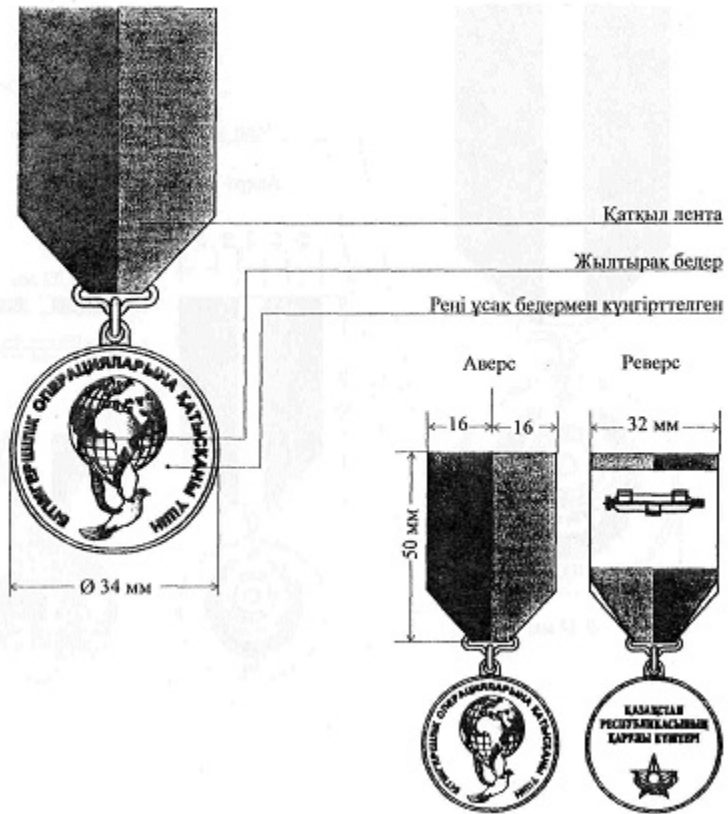 Қатқыл лента
Жылтырақ бедер
Реңі ұсақ бедермен күңгірттелген
БІТІМГЕРШІЛІК ОПЕРАЦИЯЛАРЫНА ҚАТЫСҚАНЫ ҮШІН
Ø 34 мм
Аверс
Реверс
16
16
32 мм
50 мм
БІТІМГЕРШІЛІК ОПЕРАЦИЯЛАРЫНА ҚАТЫСҚАНЫ ҮШІН
ҚАЗАҚСТАН
РЕСПУБЛИКАСЫНЫҢ
ҚАРУЛЫ КҮШТЕРІ